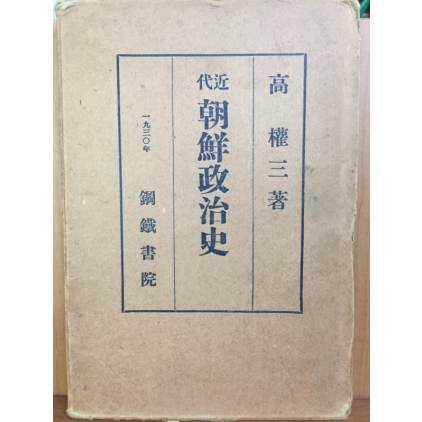 高權三著
近代
朝鮮政治史
一九三〇年
鋼鐵書院